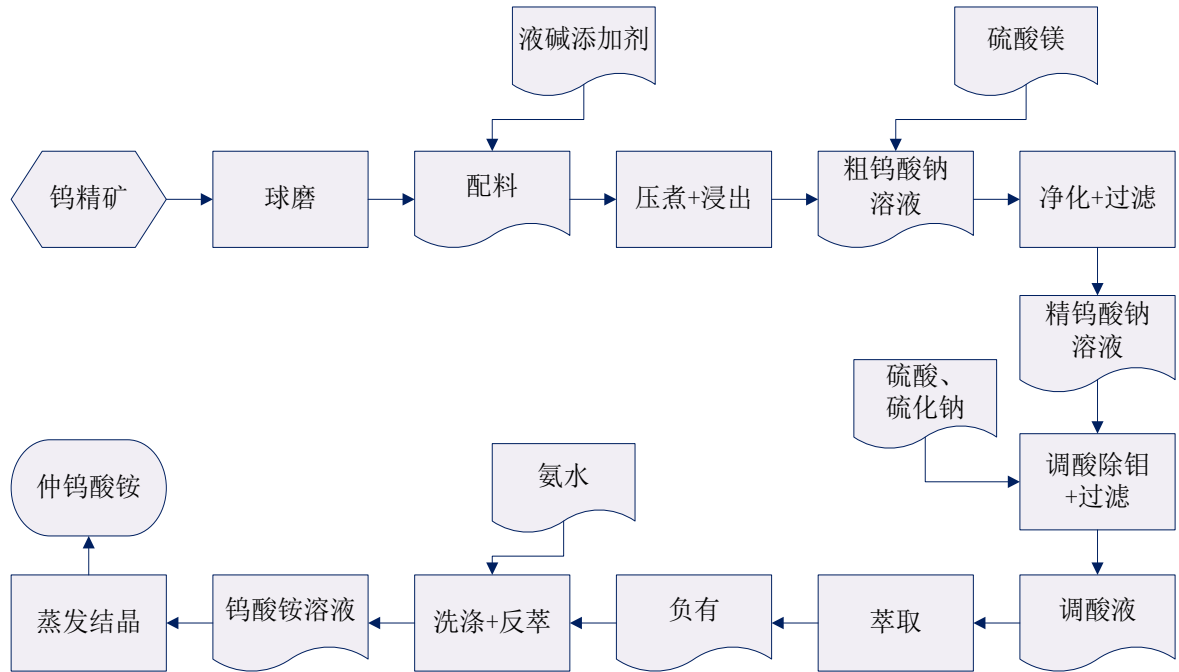 液碱添加剂
硫酸镁
钨精矿
球磨
配料
压煮+浸出
粗钨酸钠
溶液
净化+过滤
精钨酸钠
溶液
硫酸、
硫化钠
调酸除钼
+过滤
仲钨酸铵
氨水
蒸发结晶
钨酸铵溶液
洗涤+反萃
负有
萃取
调酸液